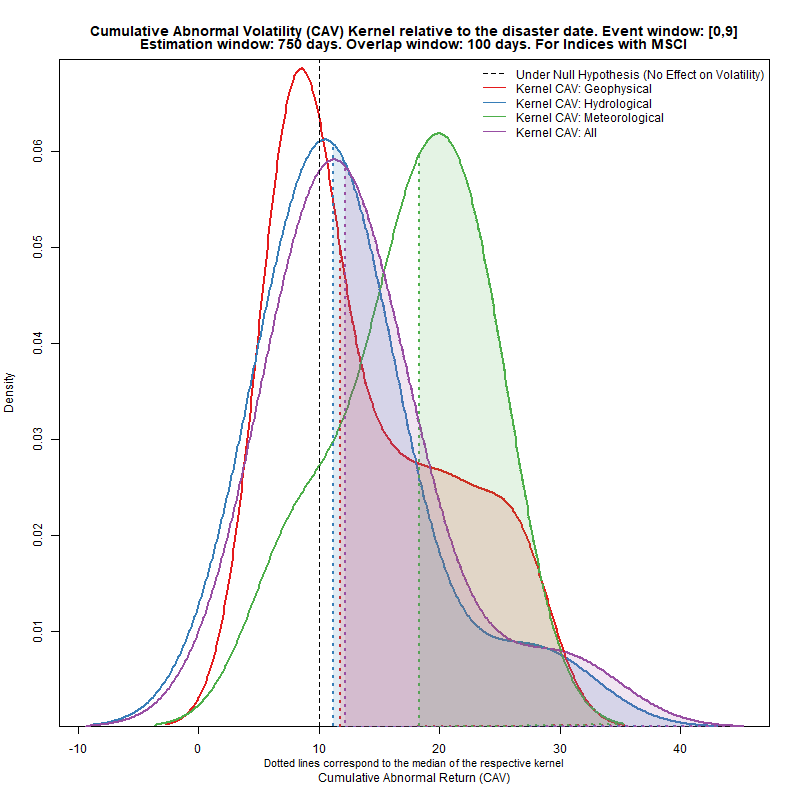 Cumulative Abnormal Volatility (CAV) Kernel relative to the disaster date. Event window: [0,9]
Estimation window: 750 days. Overlap window: 100 days. For Indices with MSCI
Under Null Hypothesis (No Effect on Volatility)
Kernel CAV: Geophysical
Kernel CAV: Hydrological
Kernel CAV: Meteorological
Kernel CAV: All
Density
0.06
0.05
0.04
0.03
0.02
0.01
-10 0 10 20 30 40
Dotted lines correspond to the median of the respective kernel
Cumulative Abnormal Return (CAV)